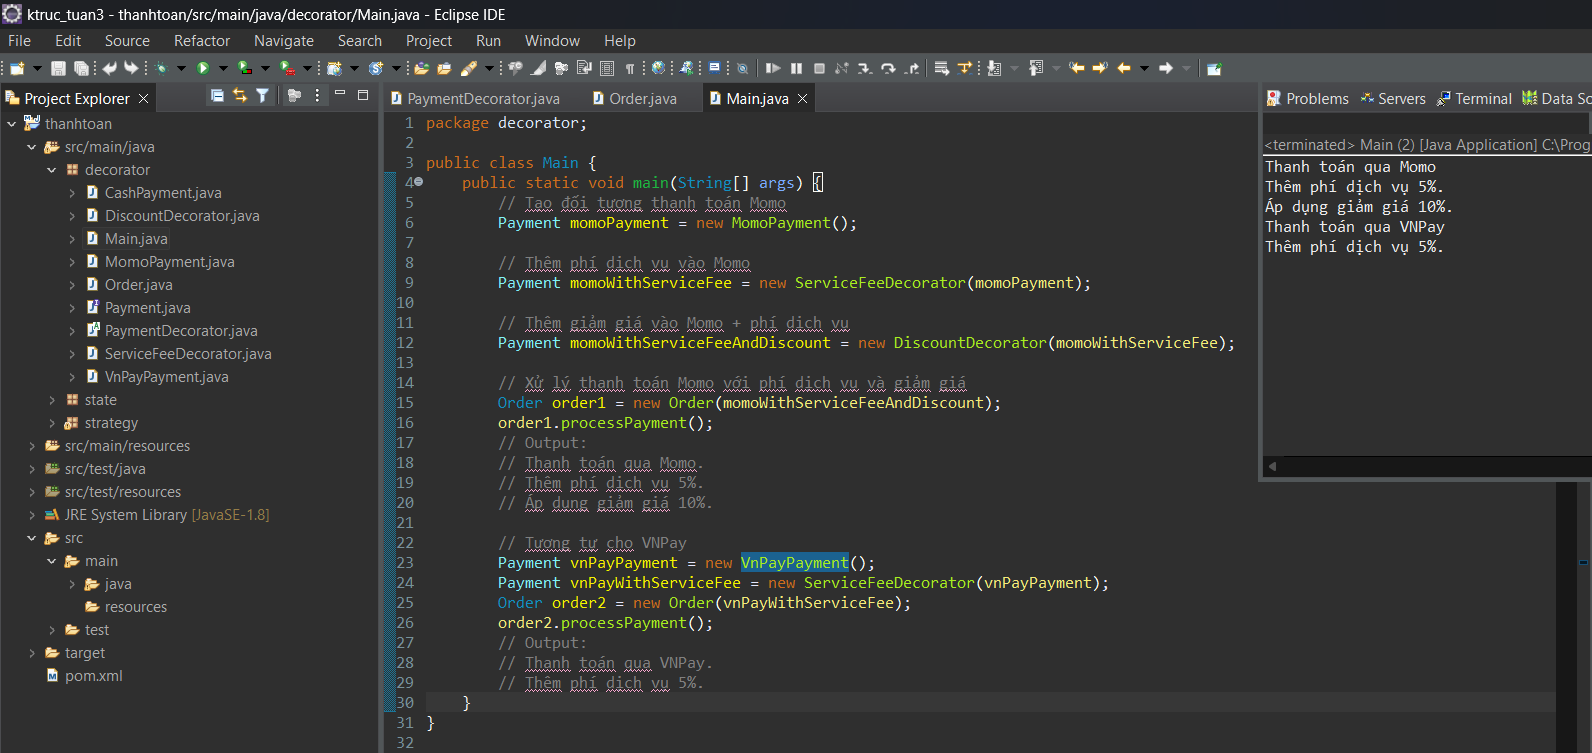 ktruc_tuan3 - thanhtoan/src/main/java/decorator/Main.java - Eclipse IDE
File Edit Source Refactor Navigate Search Project Run Window Help
Project Explorer
thanhtoan
src/main/java
decorator
CashPayment.java
DiscountDecorator.java
Main.java
MomoPayment.java
Order.java
Payment.java
PaymentDecorator.java
ServiceFeeDecorator.java
VnPayPayment.java
state
strategy
src/main/resources
src/test/java
src/test/resources
JRE System Library [JavaSE-1.8]
src
main
java
resources
test
target
pom.xml
PaymentDecorator.java Order.java Main.java
1 package decorator;
2
3 public class Main {
4 public static void main(String[] args) {
5 // Tạo đối tượng thanh toán Momo
6 Payment momoPayment = new MomoPayment();
7
8 // Thêm phí dịch vụ vào Momo
9 Payment momoWithServiceFee = new ServiceFeeDecorator(momoPayment);
10
11 // Thêm giảm giá vào Momo + phí dịch vụ
12 Payment momoWithServiceFeeAndDiscount = new DiscountDecorator(momoWithServiceFee);
13
14 // Xử lý thanh toán Momo với phí dịch vụ và giảm giá
15 Order order1 = new Order(momoWithServiceFeeAndDiscount);
16 order1.processPayment();
17 // Output:
18 // Thanh toán qua Momo.
19 // Thêm phí dịch vụ 5%.
20 // Áp dụng giảm giá 10%.
21
22 // Tương tự cho VNPay
23 Payment vnPayPayment = new VnPayPayment();
24 Payment vnPayWithServiceFee = new ServiceFeeDecorator(vnPayPayment);
25 Order order2 = new Order(vnPayWithServiceFee);
26 order2.processPayment();
27 // Output:
28 // Thanh toán qua VNPay.
29 // Thêm phí dịch vụ 5%.
30 }
31 }
32
Problems Servers Terminal Data So
<terminated> Main (2) [Java Application] C:\Prog
Thanh toán qua Momo
Thêm phí dịch vụ 5%.
Áp dụng giảm giá 10%.
Thanh toán qua VNPay
Thêm phí dịch vụ 5%.